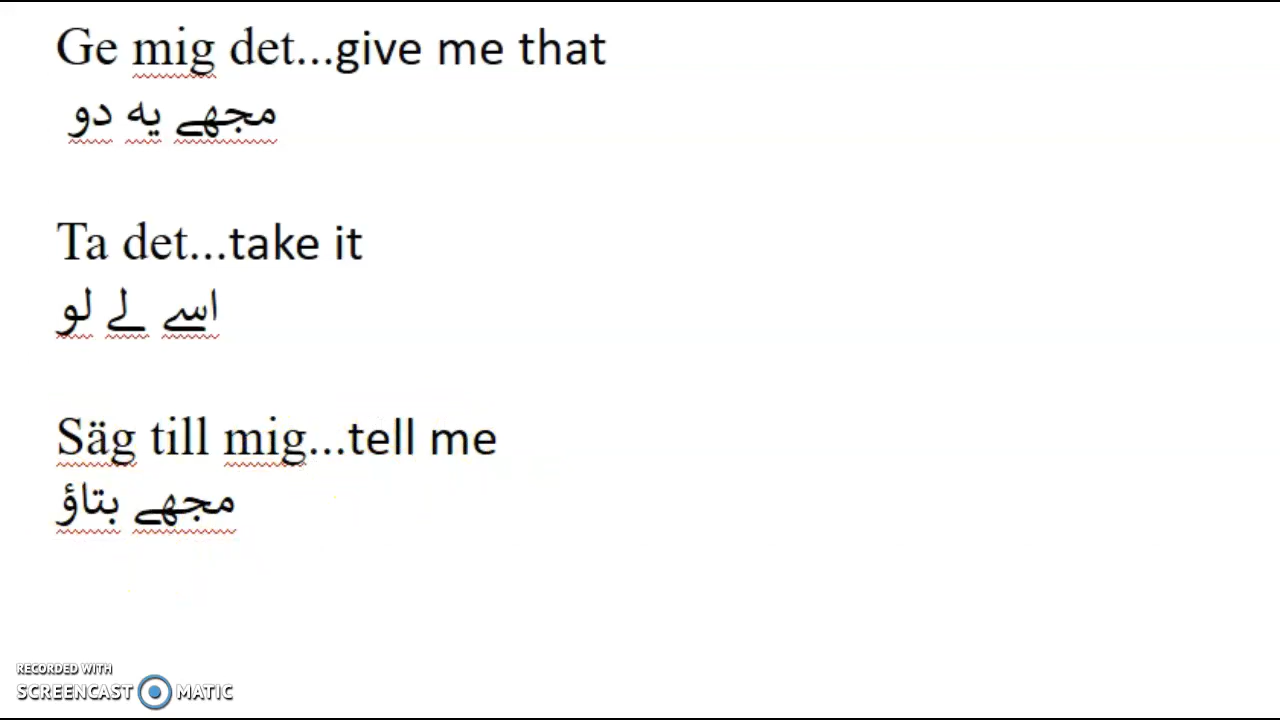 Ge mig det...give me that
مجھے یہ دو
Ta det...take it
اسے لے لو
Säg till mig...tell me
مجھے بتاؤ
RECORDED WITH
SCREENCAST MATIC